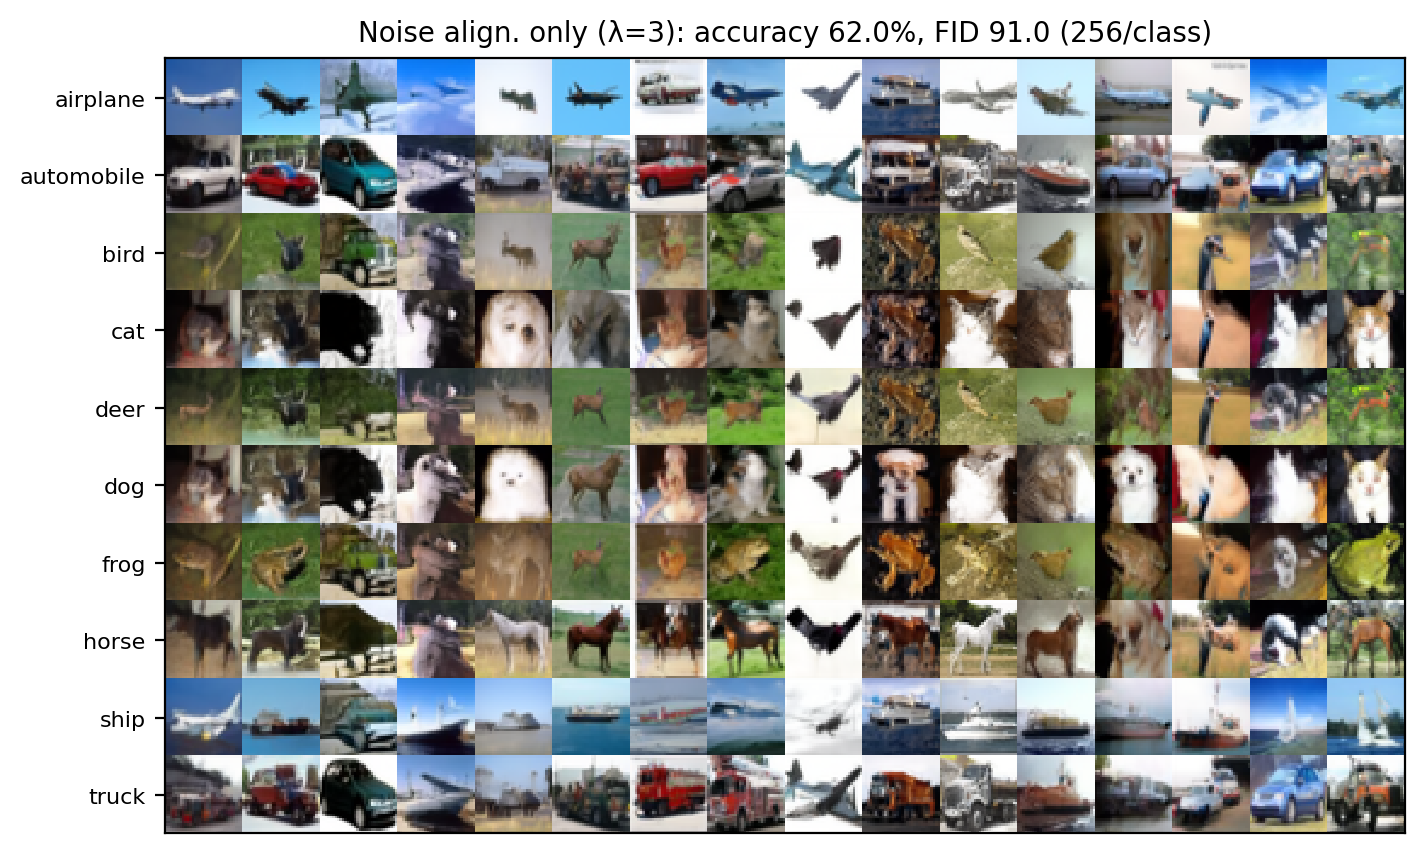 Noise align. only (λ=3): accuracy 62.0%, FID 91.0 (256/class)
airplane
automobile
bird
cat
deer
dog
frog
horse
ship
truck